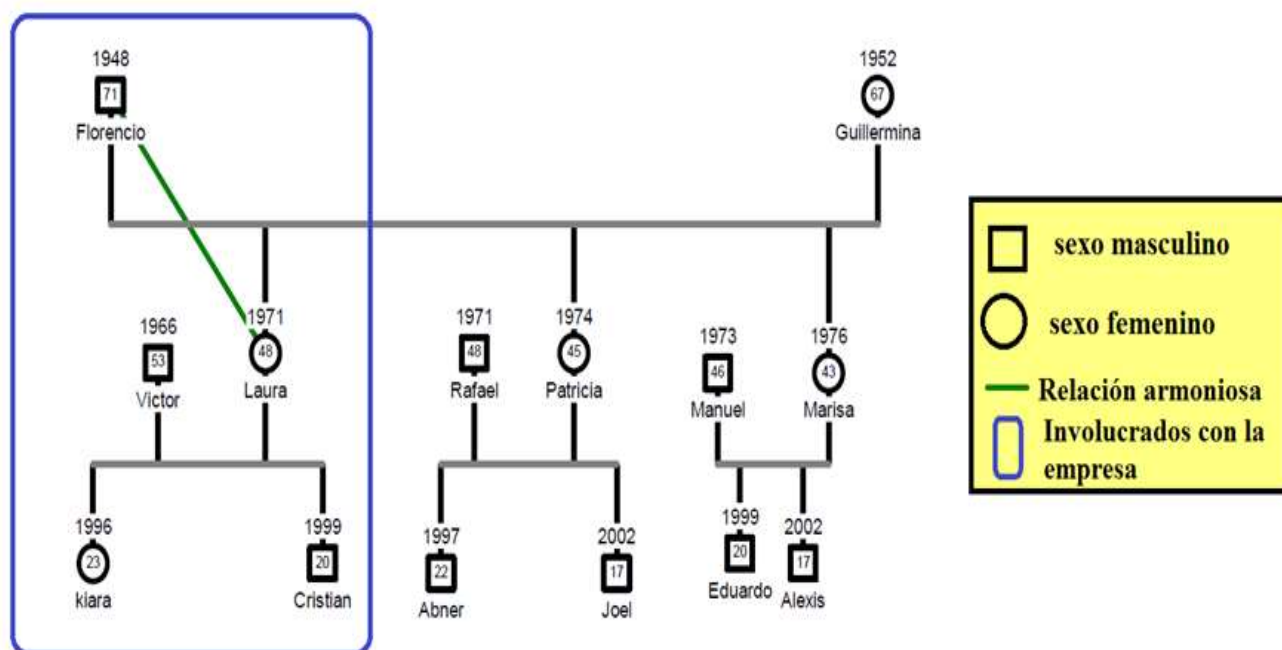 1948
71
Florencio
1952
67
Guillermina
1966
53
Victor
1971
48
Laura
1971
48
Rafael
1974
45
Patricia
1973
46
Manuel
1976
43
Marisa
1996
23
kiara
1999
20
Cristian
1997
22
Abner
2002
17
Joel
1999
20
Eduardo
2002
17
Alexis
sexo masculino
sexo femenino
Relación armoniosa
Involucrados con la
empresa